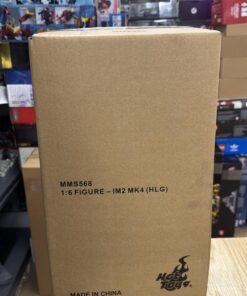 MMS568
1:6 FIGURE – IM2 MK4 (HLG)
MADE IN CHINA
Hot
Toys